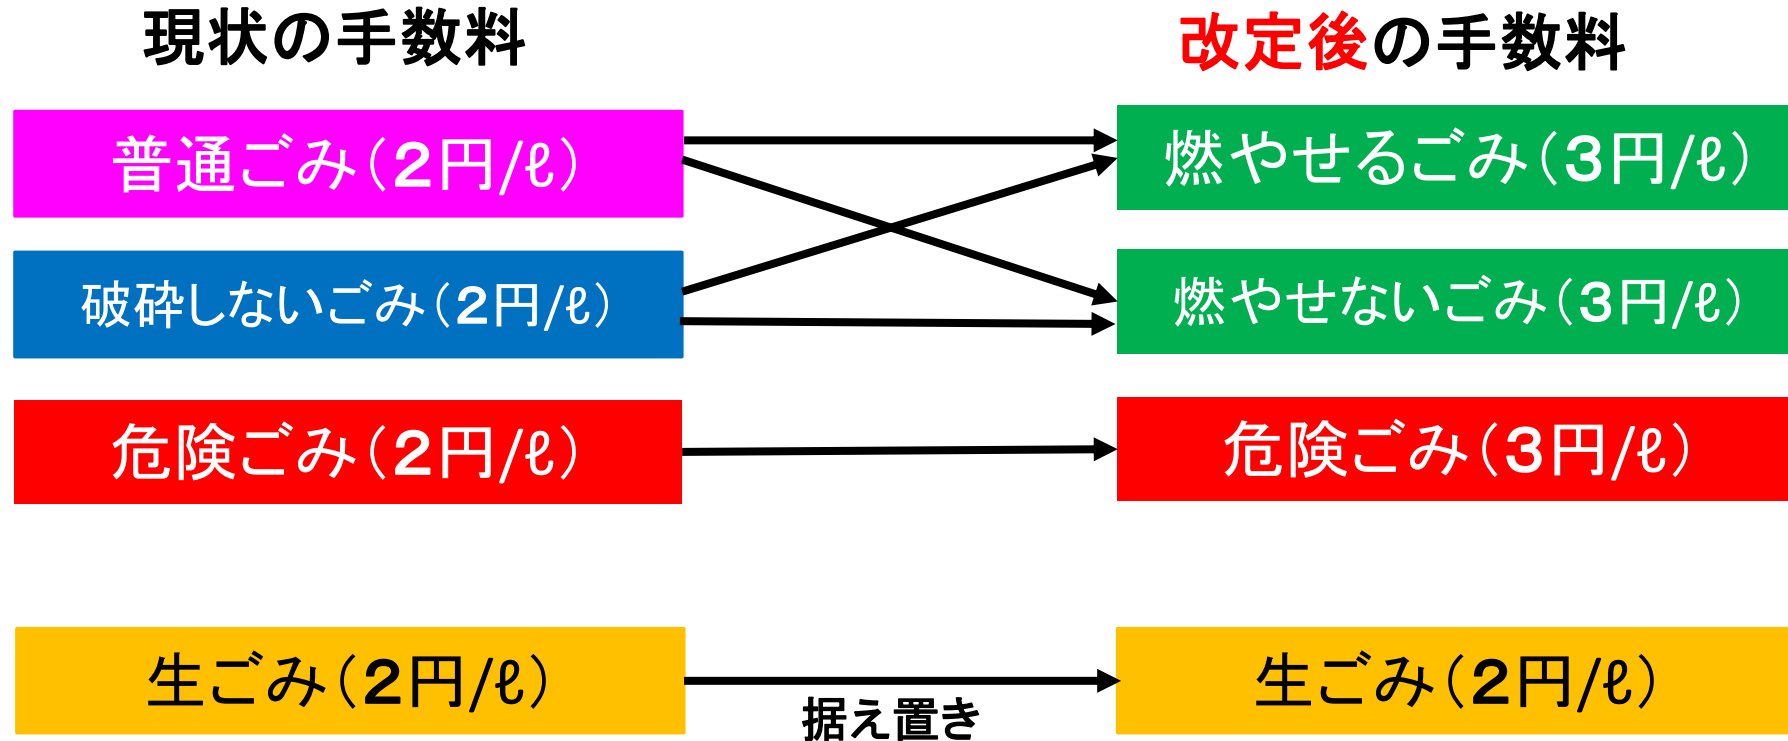 現状の手数料
改定後の手数料
普通ごみ（２円/ℓ）
燃やせるごみ（３円/ℓ）
破砕しないごみ（２円/ℓ）
燃やせないごみ（３円/ℓ）
危険ごみ（２円/ℓ）
危険ごみ（３円/ℓ）
生ごみ（２円/ℓ）
据え置き
生ごみ（２円/ℓ）